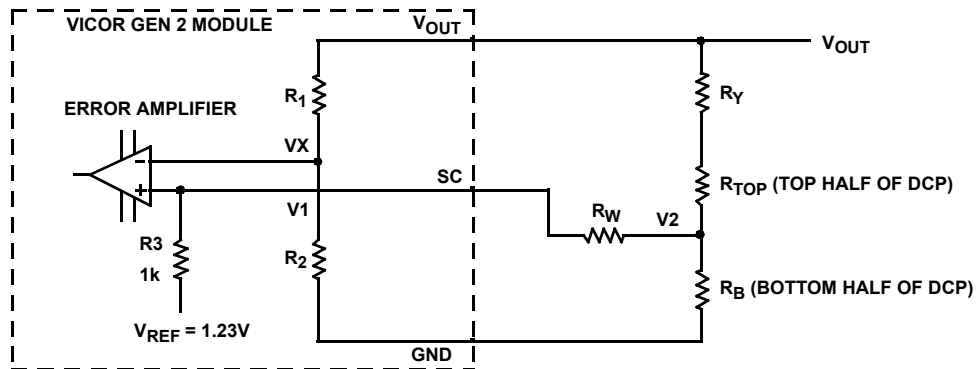 VICOR GEN 2 MODULE
VOUT
VOUT
R1
RY
ERROR AMPLIFIER
VX
-
+
SC
RTOP (TOP HALF OF DCP)
V1
RW
V2
R3
1k
R2
RB (BOTTOM HALF OF DCP)
VREF = 1.23V
GND